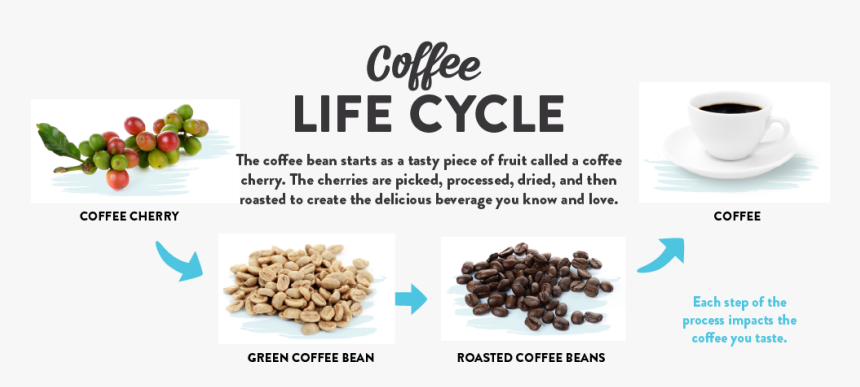 Coffee
LIFE CYCLE
The coffee bean starts as a tasty piece of fruit called a coffee
cherry. The cherries are picked, processed, dried, and then
roasted to create the delicious beverage you know and love.
COFFEE CHERRY
COFFEE
GREEN COFFEE BEAN
ROASTED COFFEE BEANS
Each step of the
process impacts the
coffee you taste.